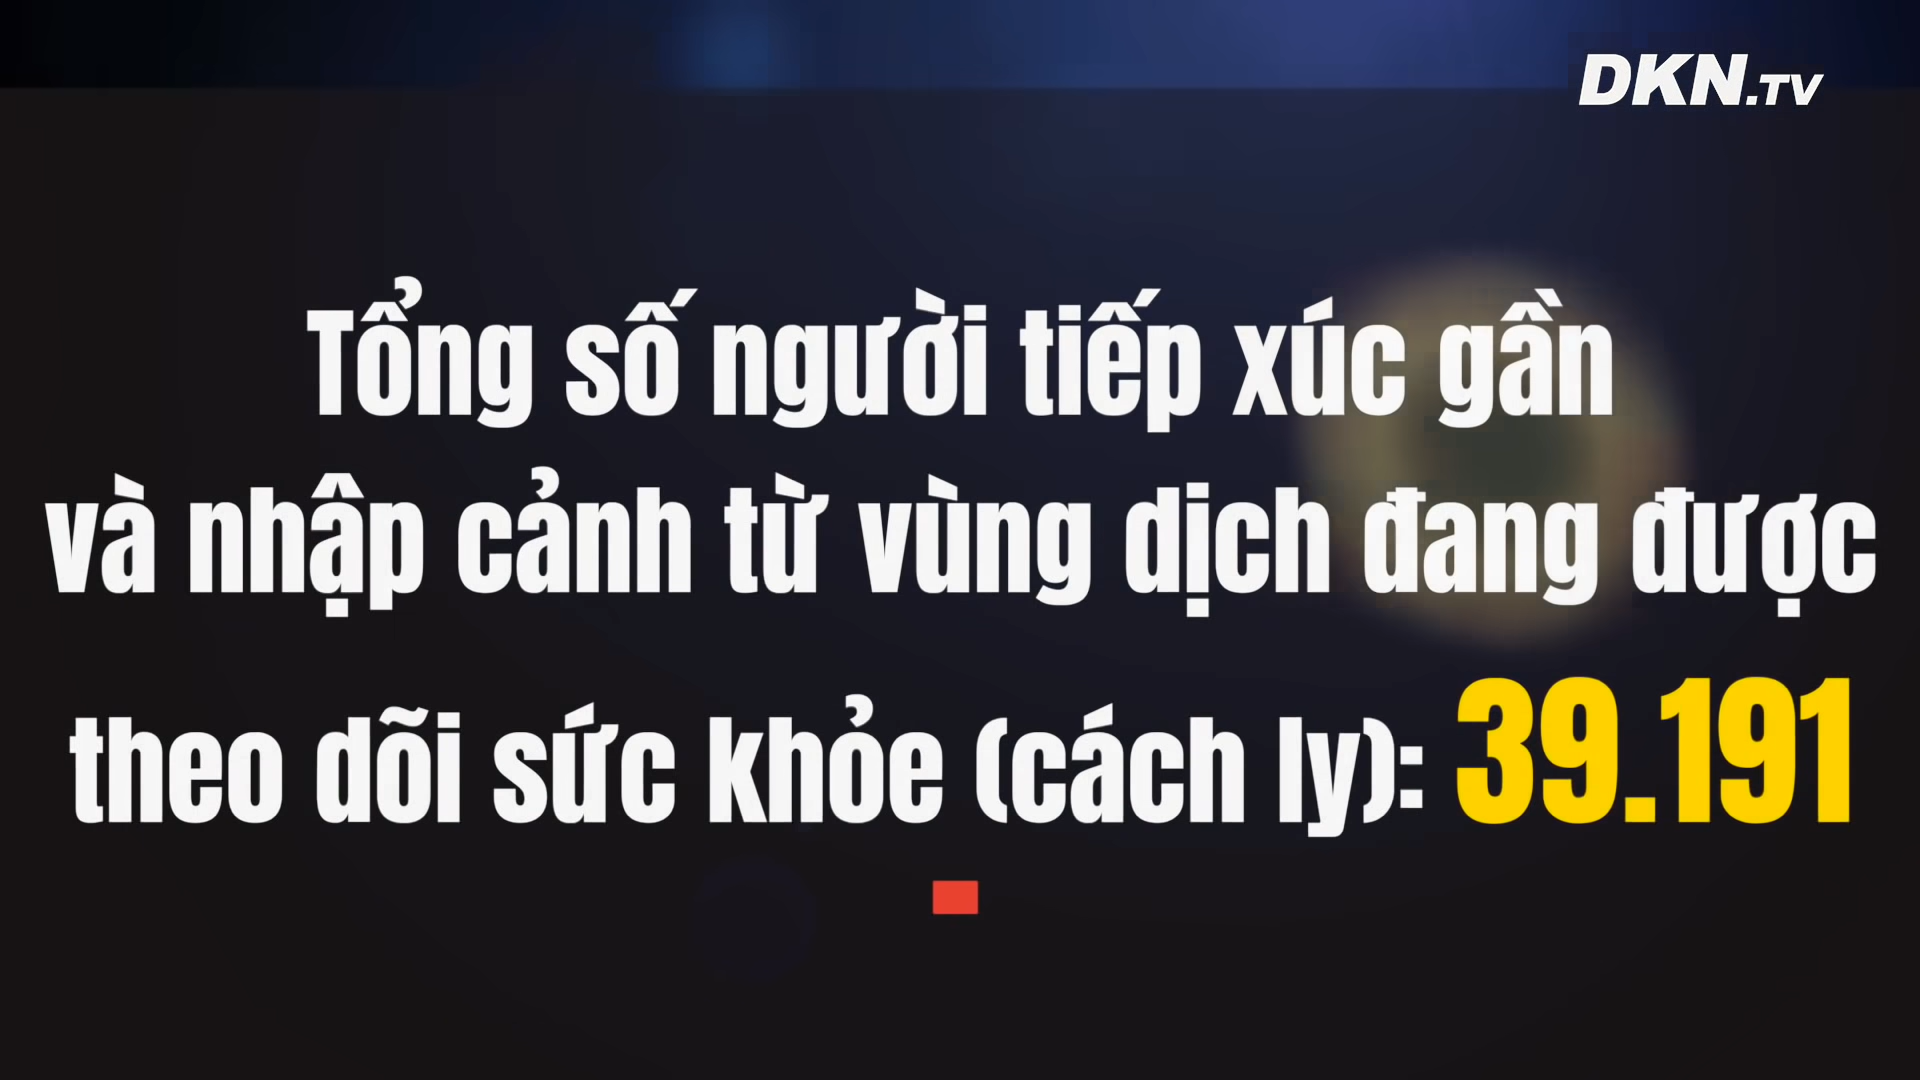 DKN.TV
Tổng số người tiếp xúc gần
và nhập cảnh từ vùng dịch đang được
theo dõi sức khỏe (cách ly): 39.191